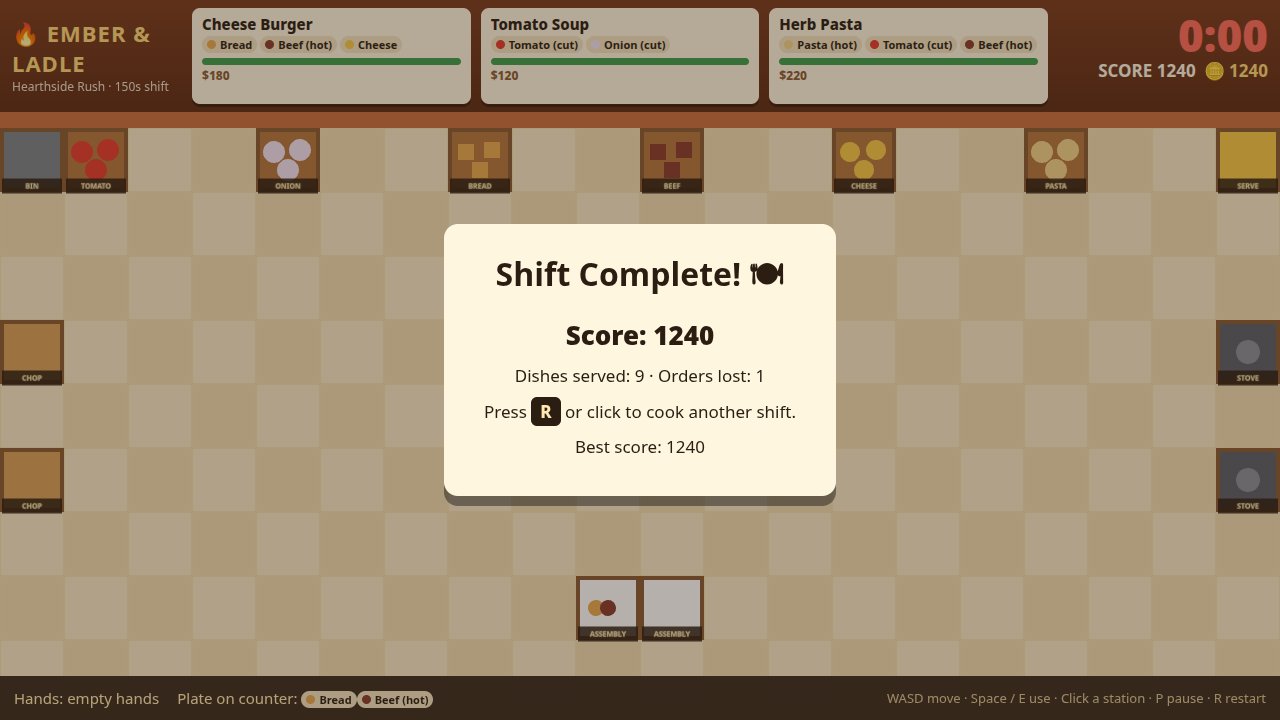 🔥 EMBER & LADLE
Hearthside Rush · 150s shift
Cheese Burger
Bread Beef (hot) Cheese
$180
Tomato Soup
Tomato (cut) Onion (cut)
$120
Herb Pasta
Pasta (hot) Tomato (cut) Beef (hot)
$220
0:00
SCORE 1240 🪙 1240
BIN TOMATO ONION BREAD BEEF CHEESE PASTA SERVE
Shift Complete! 🍽
Score: 1240
Dishes served: 9 · Orders lost: 1
Press R or click to cook another shift.
Best score: 1240
CHOP STOVE
CHOP STOVE
ASSEMBLY ASSEMBLY
Hands: empty hands Plate on counter: Bread Beef (hot)
WASD move · Space / E use · Click a station · P pause · R restart